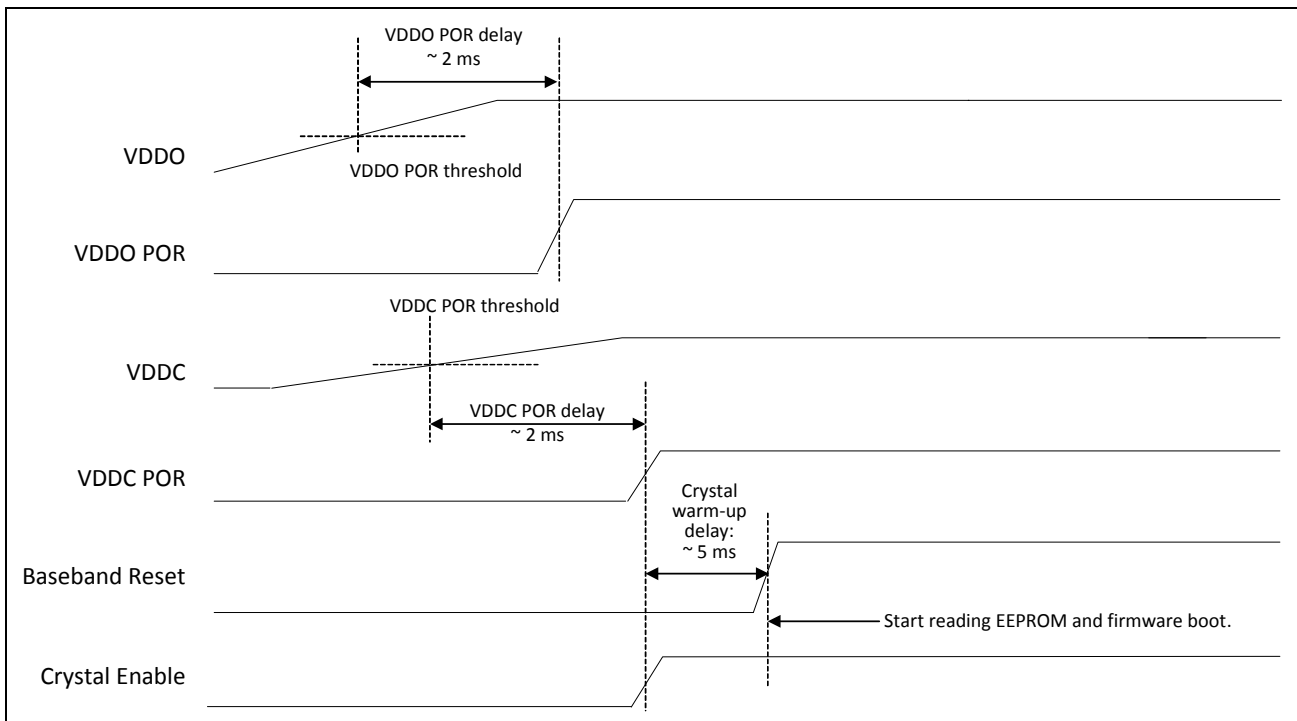 VDDO POR delay
~ 2 ms
VDDO
VDDO POR threshold
VDDO POR
VDDC POR threshold
VDDC
VDDC POR delay
~ 2 ms
VDDC POR
Crystal
warm-up
delay:
~ 5 ms
Baseband Reset
Start reading EEPROM and firmware boot.
Crystal Enable